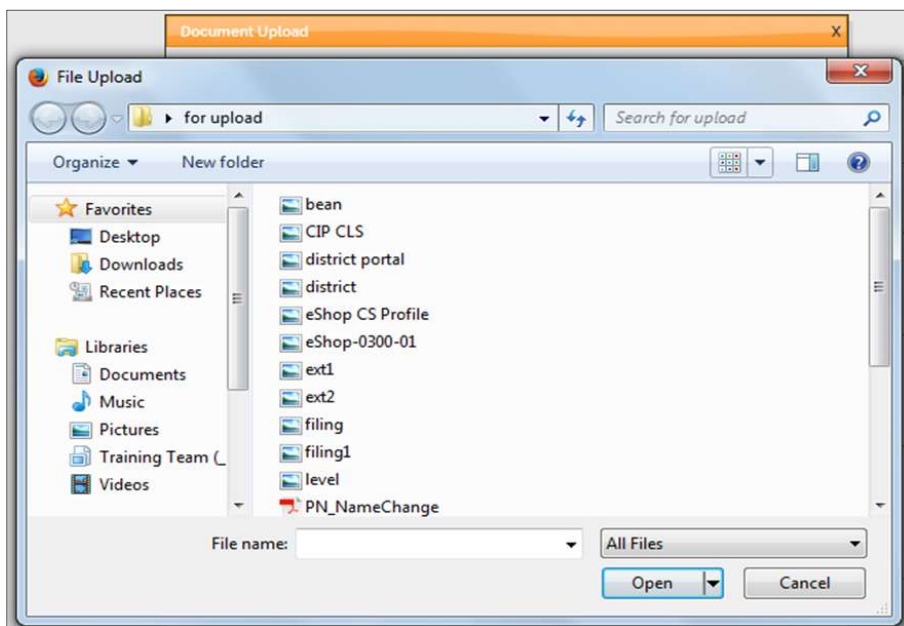 Document Upload X
File Upload
for upload
Search for upload
Organize New folder
Favorites
Desktop
Downloads
Recent Places
Libraries
Documents
Music
Pictures
Training Team (_
Videos
bean
CIP CLS
district portal
district
eShop CS Profile
eShop-0300-01
ext1
ext2
filing
filing1
level
PN_NameChange
File name:
All Files
Open Cancel